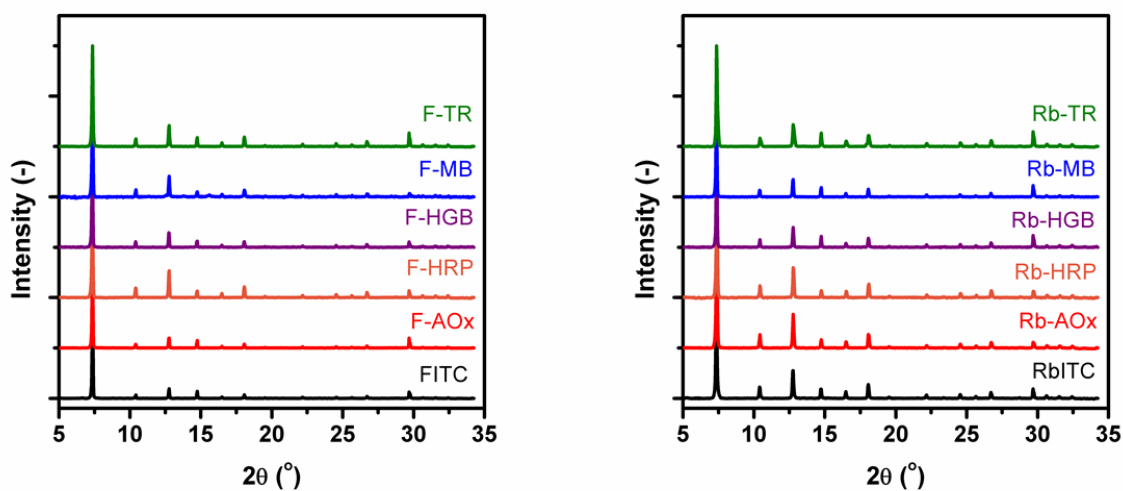 Intensity (-)
F-TR
F-MB
F-HGB
F-HRP
F-AOx
FITC
5 10 15 20 25 30 35
2θ (°)
Intensity (-)
Rb-TR
Rb-MB
Rb-HGB
Rb-HRP
Rb-AOx
RbITC
5 10 15 20 25 30 35
2θ (°)